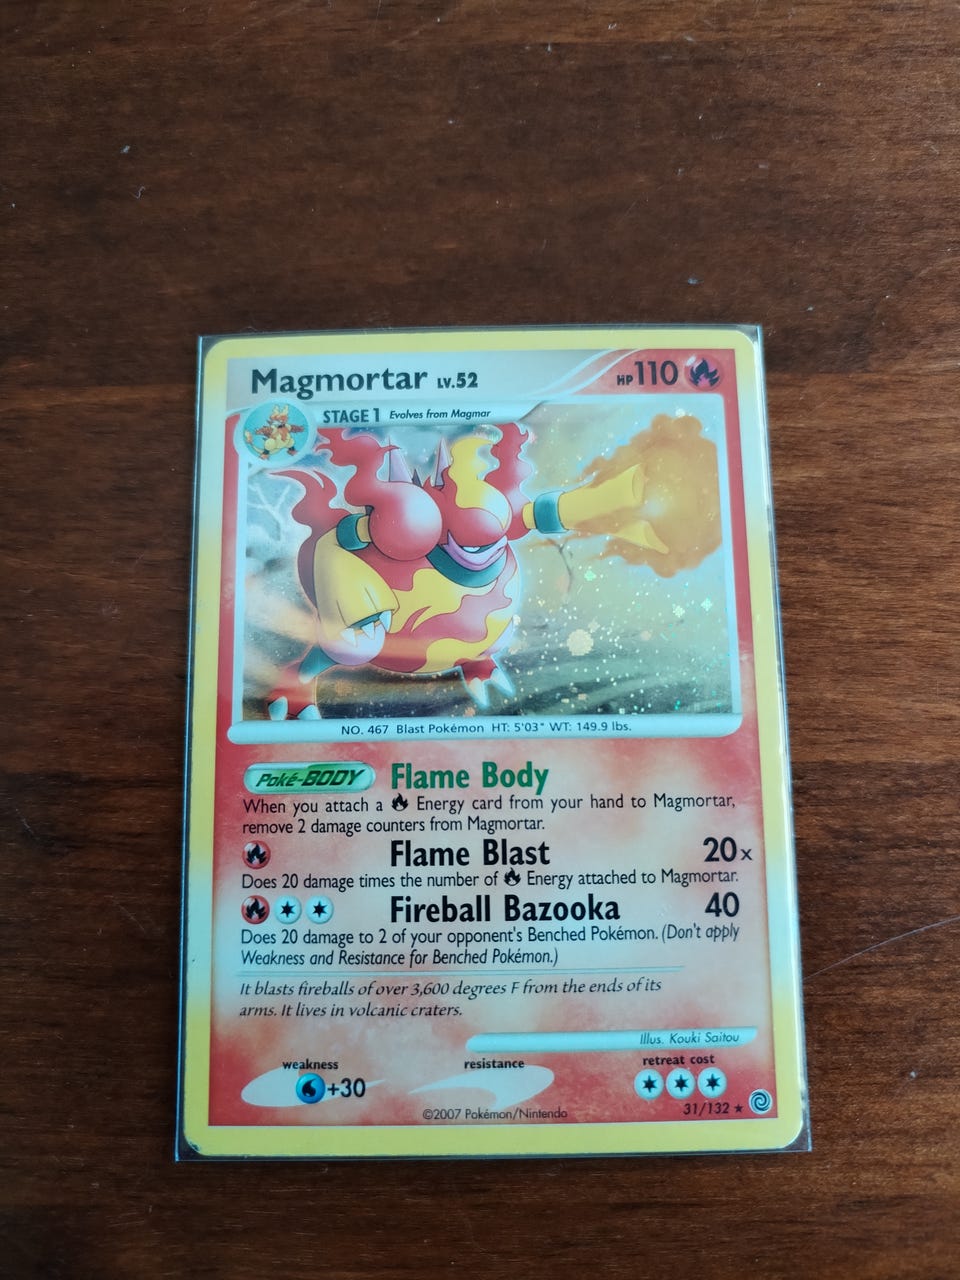 Magmortar LV.52
HP 110
STAGE 1 Evolves from Magmar
NO. 467 Blast Pokémon HT: 5'03" WT: 149.9 lbs.
Poké-BODY Flame Body
When you attach a Energy card from your hand to Magmortar,
remove 2 damage counters from Magmortar.
Flame Blast 20x
Does 20 damage times the number of Energy attached to Magmortar.
Fireball Bazooka 40
Does 20 damage to 2 of your opponent's Benched Pokémon. (Don't apply
Weakness and Resistance for Benched Pokémon.)
It blasts fireballs of over 3,600 degrees F from the ends of its
arms. It lives in volcanic craters.
Illus. Kouki Saitou
weakness resistance retreat cost
+30
©2007 Pokémon/Nintendo 31/132 ★